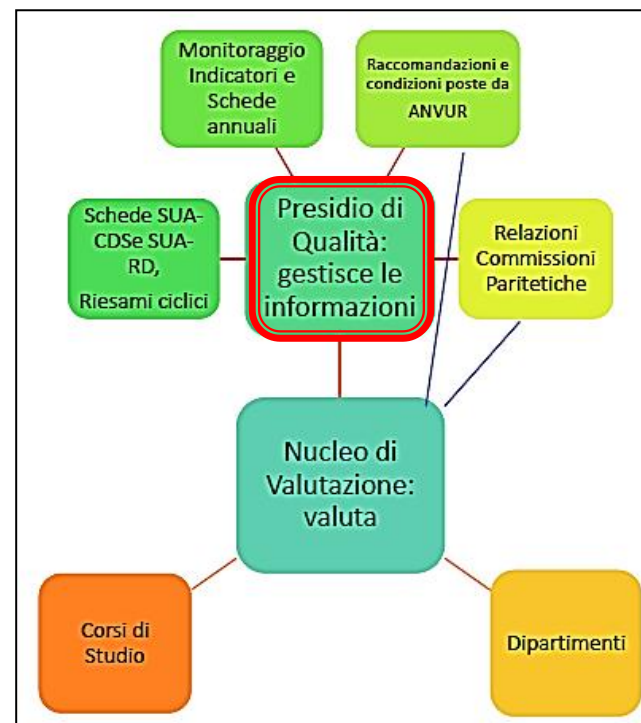 Monitoraggio
Indicatori e
Schede
annuali
Raccomandazioni e
condizioni poste da
ANVUR
Schede SUA-
CDSe SUA-
RD,
Riesami ciclici
Presidio di
Qualità:
gestisce le
informazioni
Relazioni
Commissioni
Paritetiche
Nucleo di
Valutazione:
valuta
Corsi di
Studio
Dipartimenti